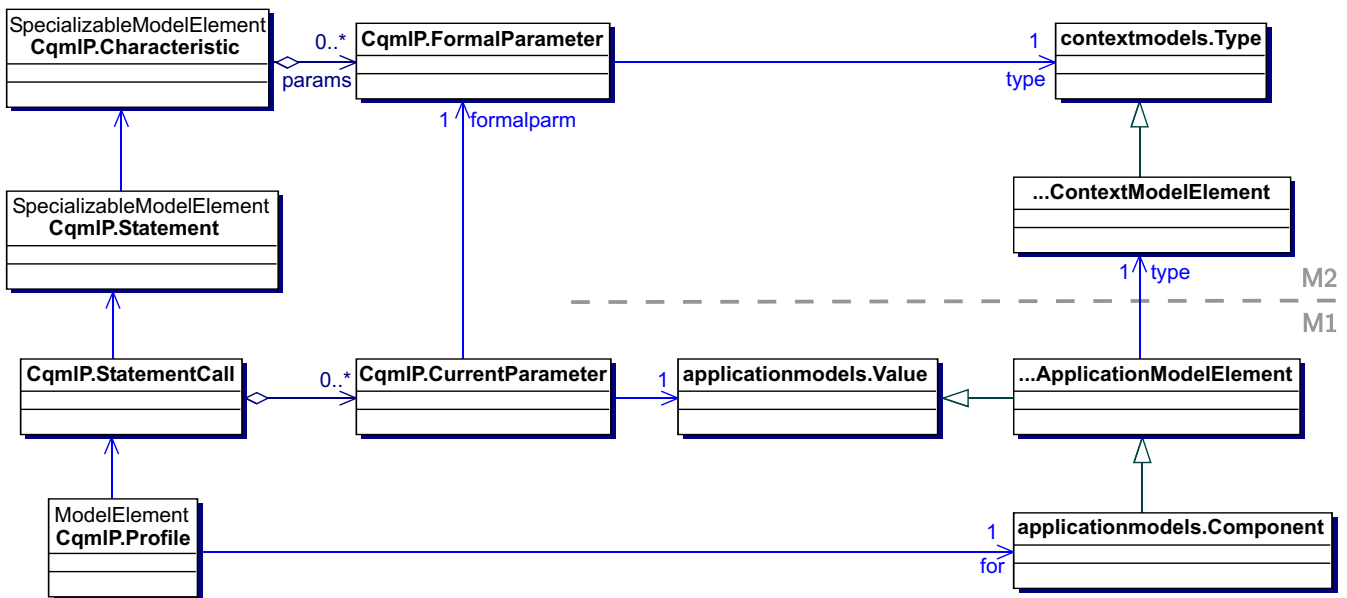 SpecializableModelElement
CqmlP.Characteristic
0..*
params
CqmlP.FormalParameter
1
type
contextmodels.Type
1 formalparm
SpecializableModelElement
CqmlP.Statement
...ContextModelElement
1 type
M2
M1
CqmlP.StatementCall
0..*
CqmlP.CurrentParameter
1
applicationmodels.Value
...ApplicationModelElement
ModelElement
CqmlP.Profile
1
for
applicationmodels.Component